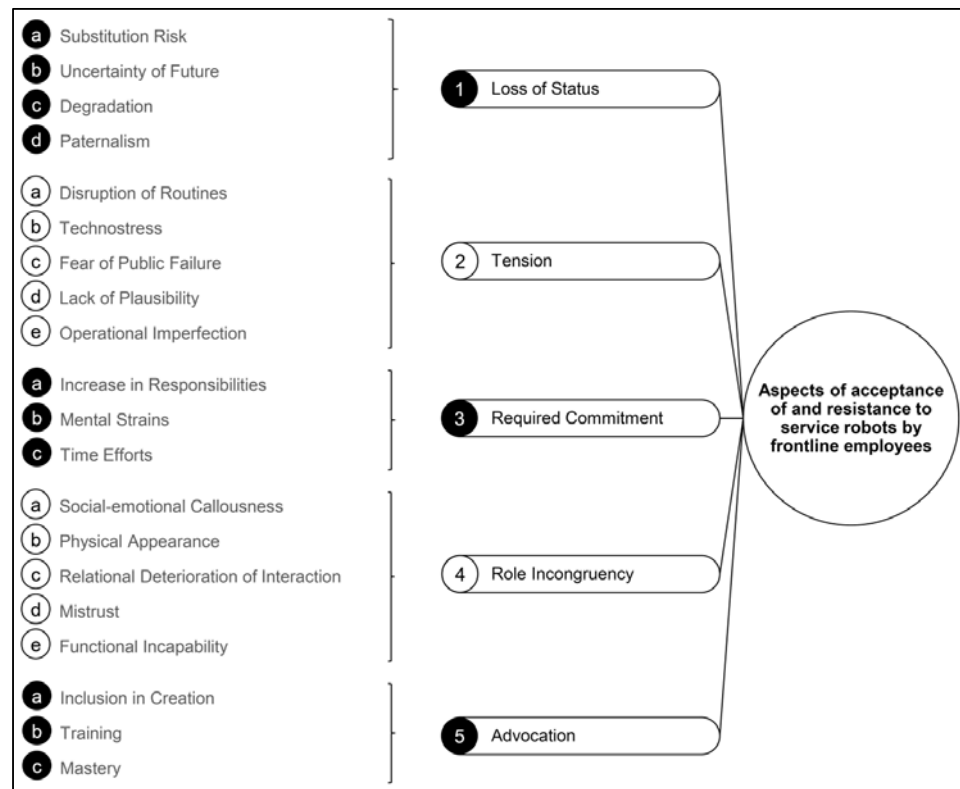 a Substitution Risk
b Uncertainty of Future
c Degradation
d Paternalism
1 Loss of Status
a Disruption of Routines
b Technostress
c Fear of Public Failure
d Lack of Plausibility
e Operational Imperfection
2 Tension
a Increase in Responsibilities
b Mental Strains
c Time Efforts
3 Required Commitment
a Social-emotional Callousness
b Physical Appearance
c Relational Deterioration of Interaction
d Mistrust
e Functional Incapability
4 Role Incongruency
a Inclusion in Creation
b Training
c Mastery
5 Advocation
Aspects of acceptance
of and resistance to
service robots by
frontline employees